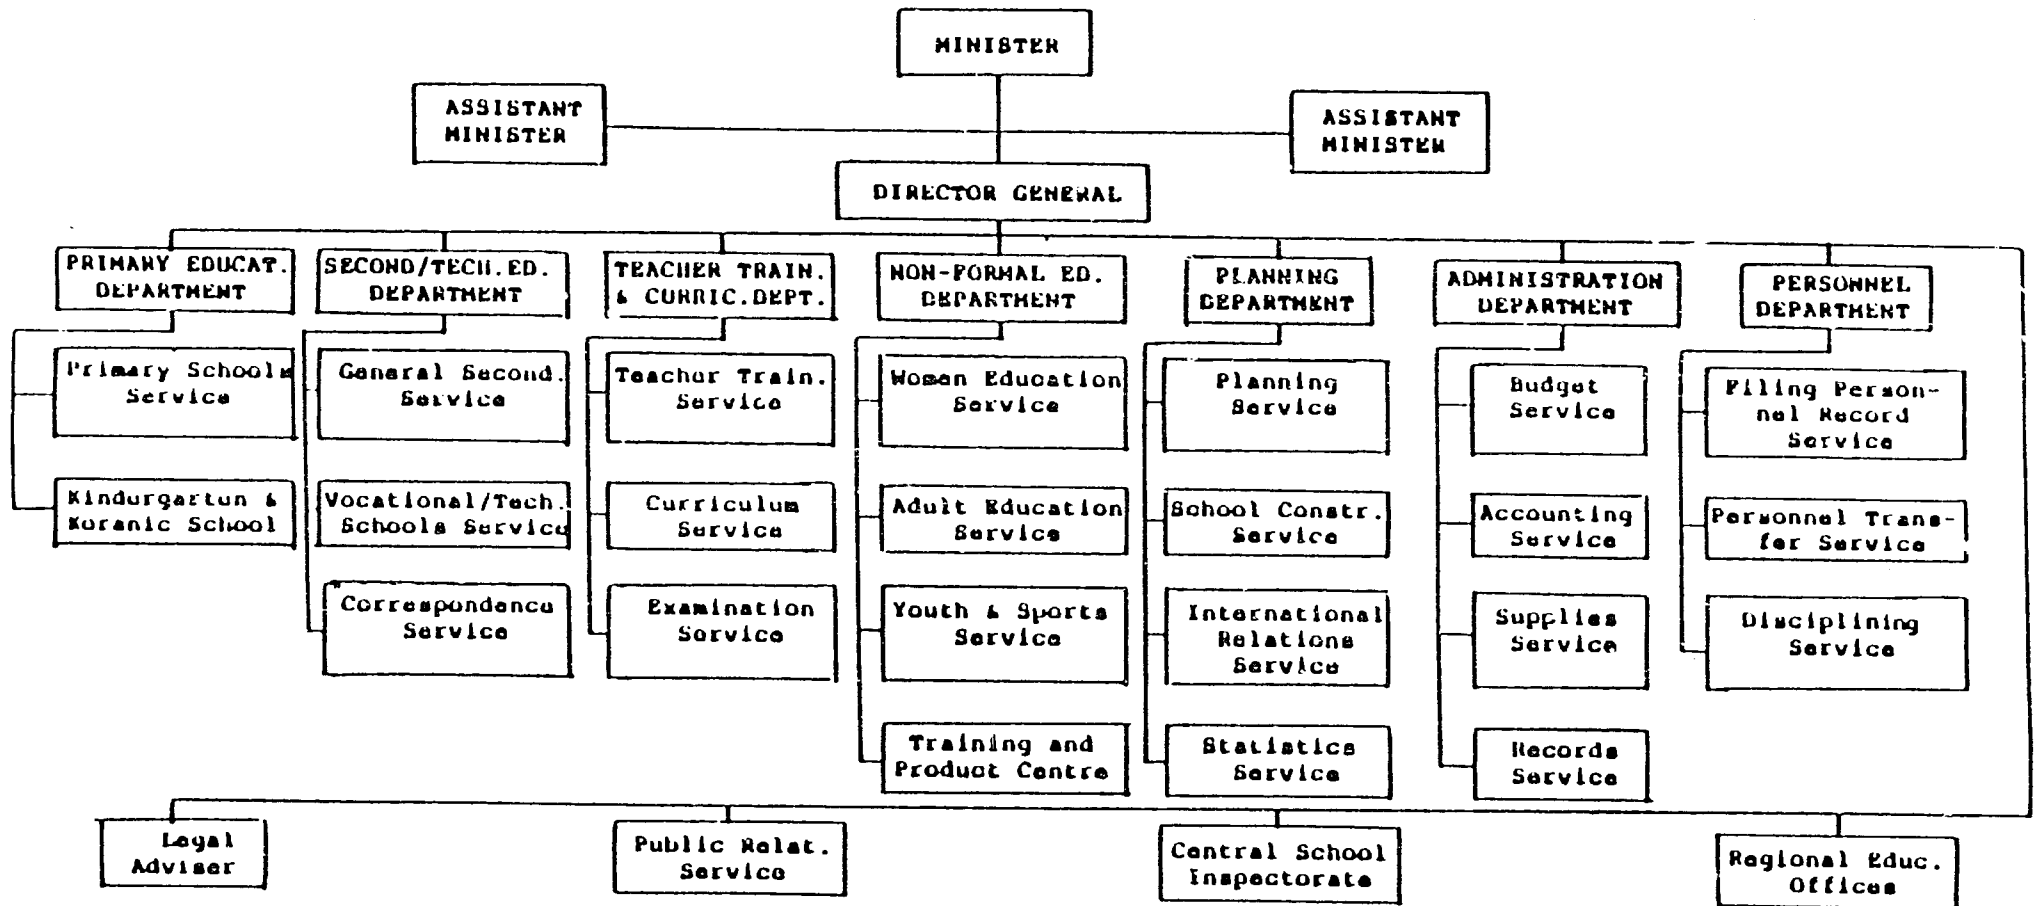 MINISTER
ASSISTANT
MINISTER
ASSISTANT
MINISTER
DIRECTOR GENERAL
PRIMARY EDUCAT.
DEPARTMENT
SECOND/TECH.ED.
DEPARTMENT
TEACHER TRAIN.
& CURRIC.DEPT.
NON-FORMAL ED.
DEPARTMENT
PLANNING
DEPARTMENT
ADMINISTRATION
DEPARTMENT
PERSONNEL
DEPARTMENT
Primary Schools
Service
General Second.
Service
Teacher Train.
Service
Women Education
Service
Planning
Service
Budget
Service
Filing Person-
nel Record
Service
Kindergarten &
Koranic School
Vocational/Tech.
Schools Service
Curriculum
Service
Adult Education
Service
School Constr.
Service
Accounting
Service
Personnel Trans-
fer Service
Correspondence
Service
Examination
Service
Youth & Sports
Service
International
Relations
Service
Supplies
Service
Disciplining
Service
Training and
Product Centre
Statistics
Service
Records
Service
Legal
Adviser
Public Relat.
Service
Central School
Inspectorate
Regional Educ.
Offices